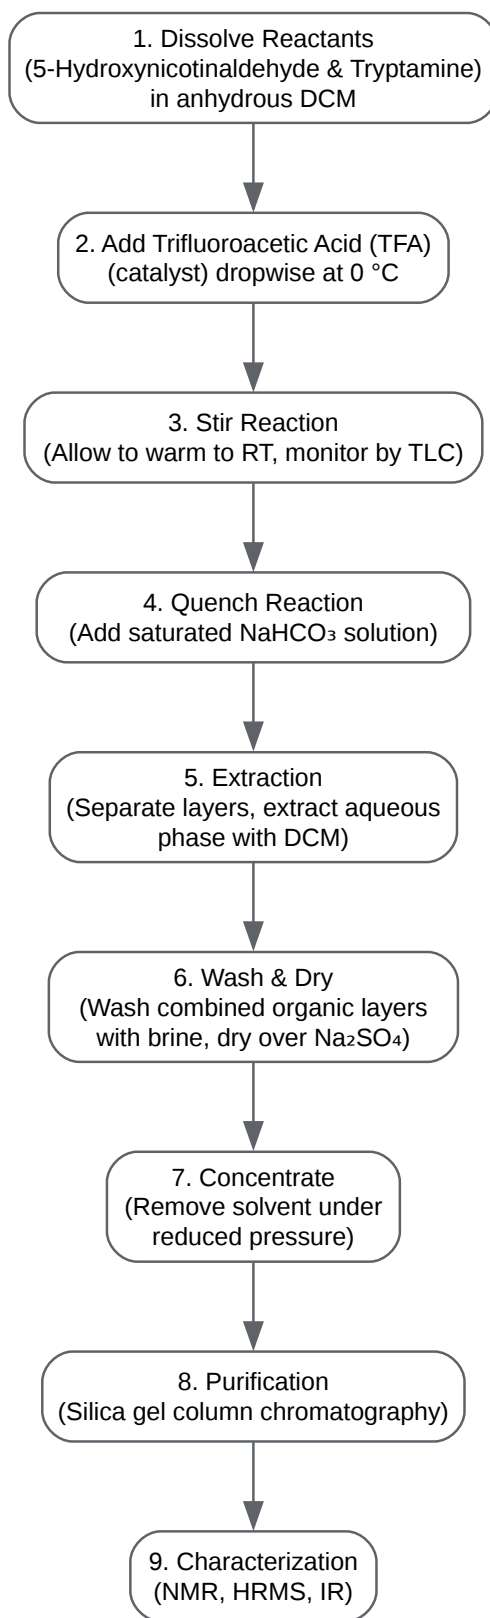 1. Dissolve Reactants
(5-Hydroxynicotinaldehyde & Tryptamine)
in anhydrous DCM
2. Add Trifluoroacetic Acid (TFA)
(catalyst) dropwise at 0 °C
3. Stir Reaction
(Allow to warm to RT, monitor by TLC)
4. Quench Reaction
(Add saturated NaHCO₃ solution)
5. Extraction
(Separate layers, extract aqueous
phase with DCM)
6. Wash & Dry
(Wash combined organic layers
with brine, dry over Na₂SO₄)
7. Concentrate
(Remove solvent under
reduced pressure)
8. Purification
(Silica gel column chromatography)
9. Characterization
(NMR, HRMS, IR)